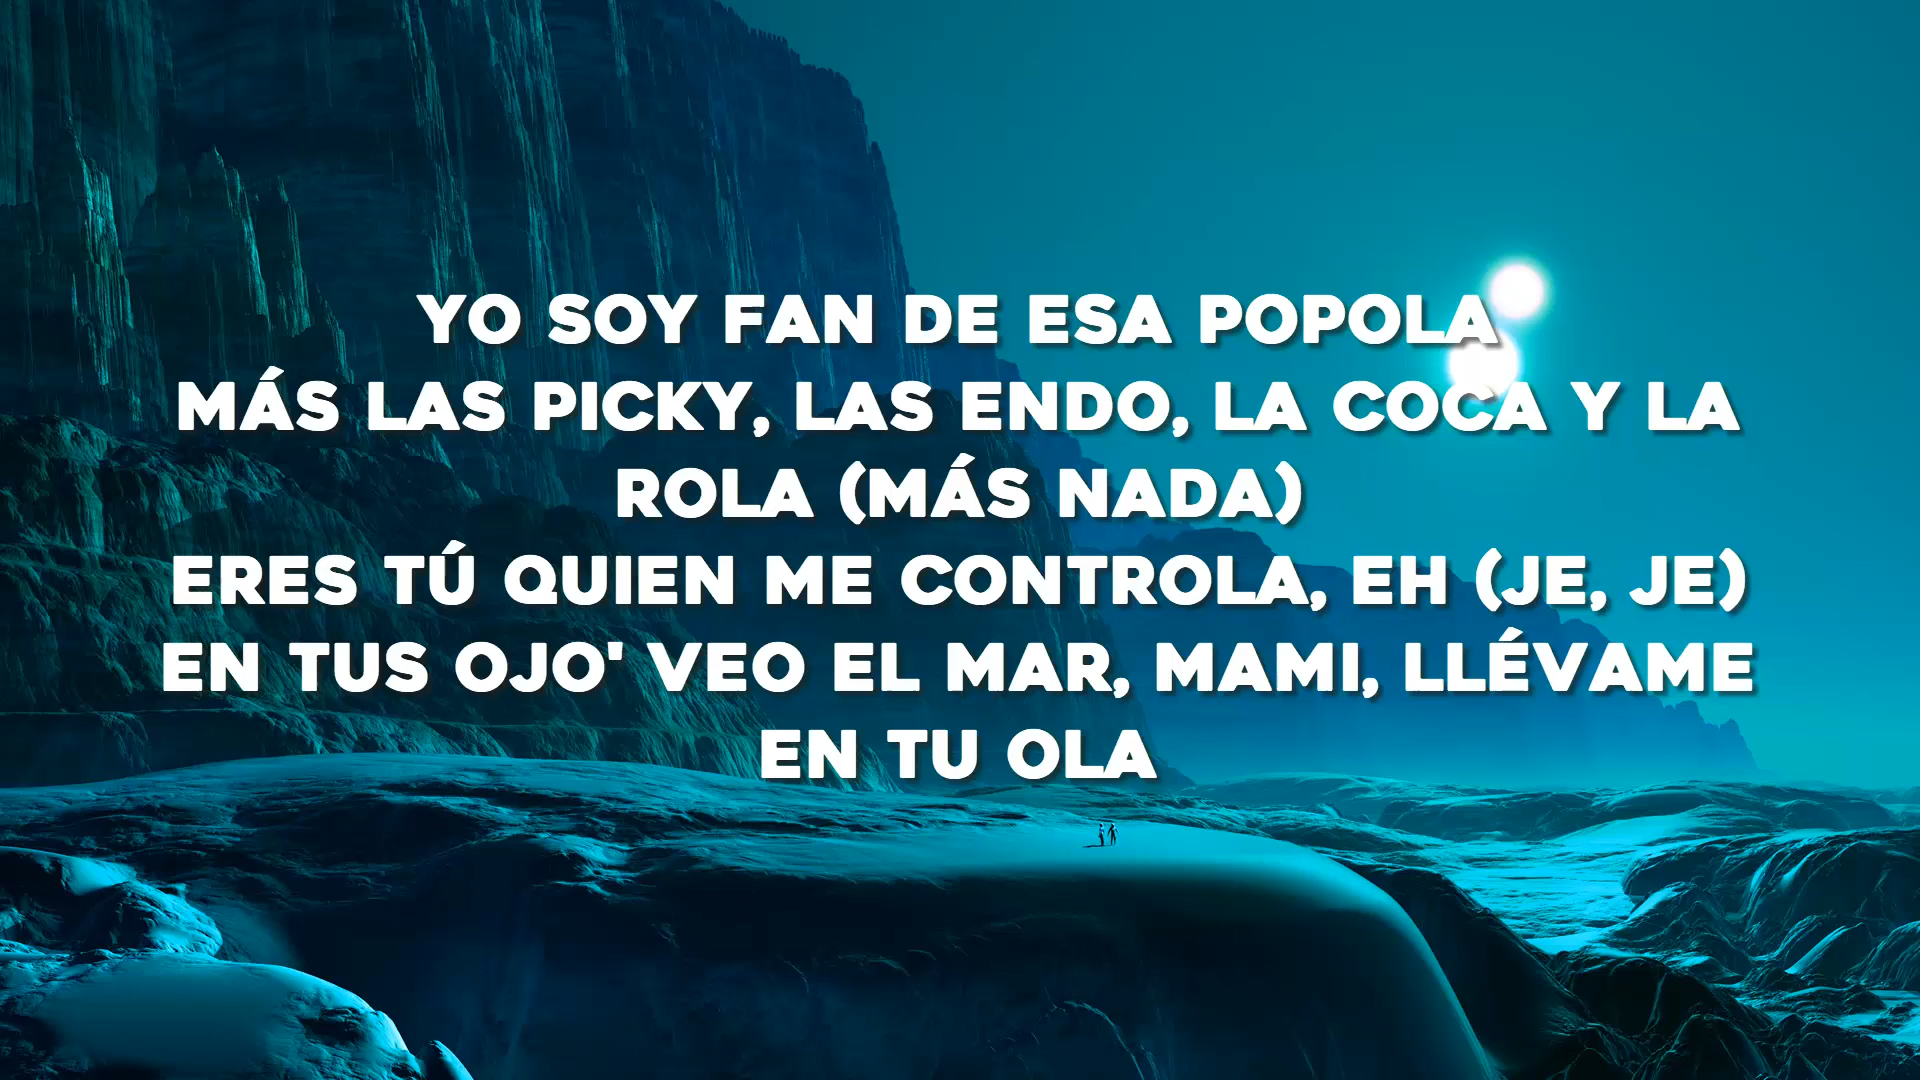 YO SOY FAN DE ESA POPOLA
MÁS LAS PICKY, LAS ENDO, LA COCA Y LA
ROLA (MÁS NADA)
ERES TÚ QUIEN ME CONTROLA, EH (JE, JE)
EN TUS OJO' VEO EL MAR, MAMI, LLÉVAME
EN TU OLA